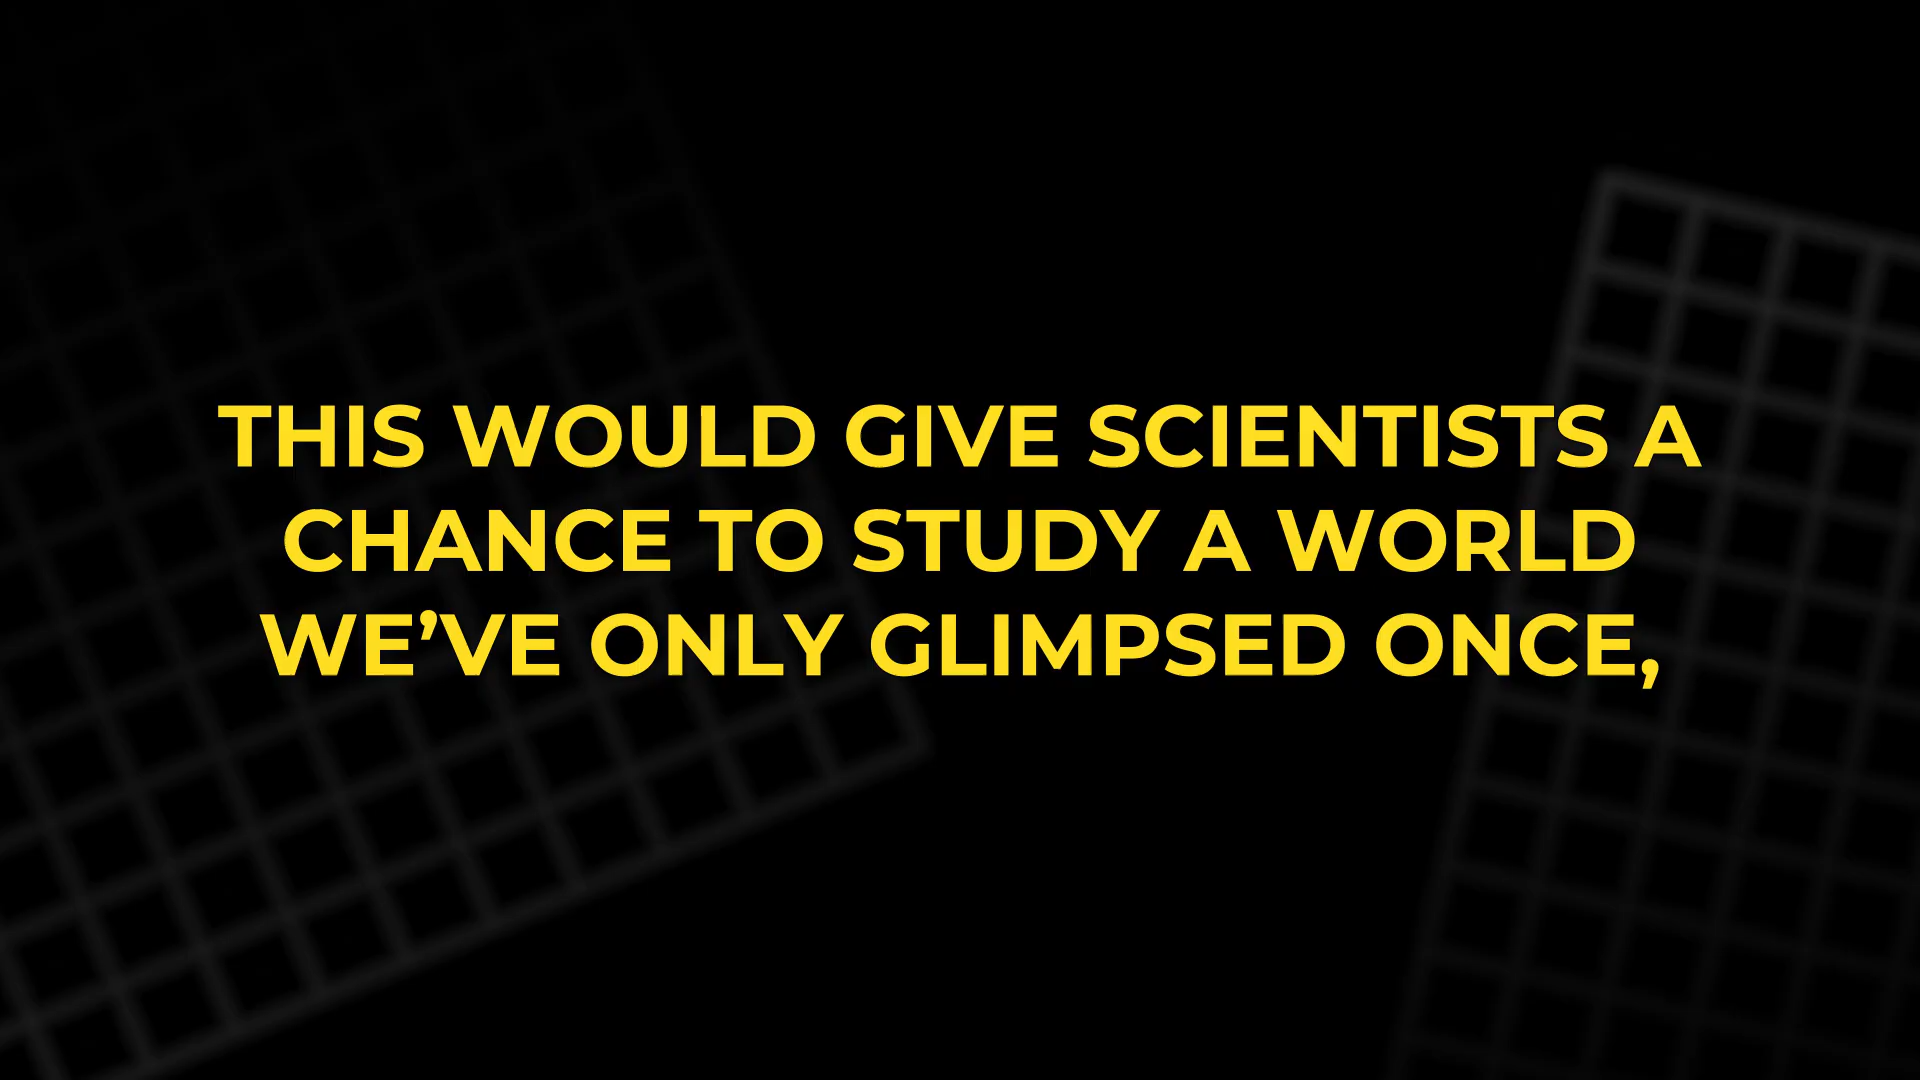 THIS WOULD GIVE SCIENTISTS A
CHANCE TO STUDY A WORLD
WE’VE ONLY GLIMPSED ONCE,